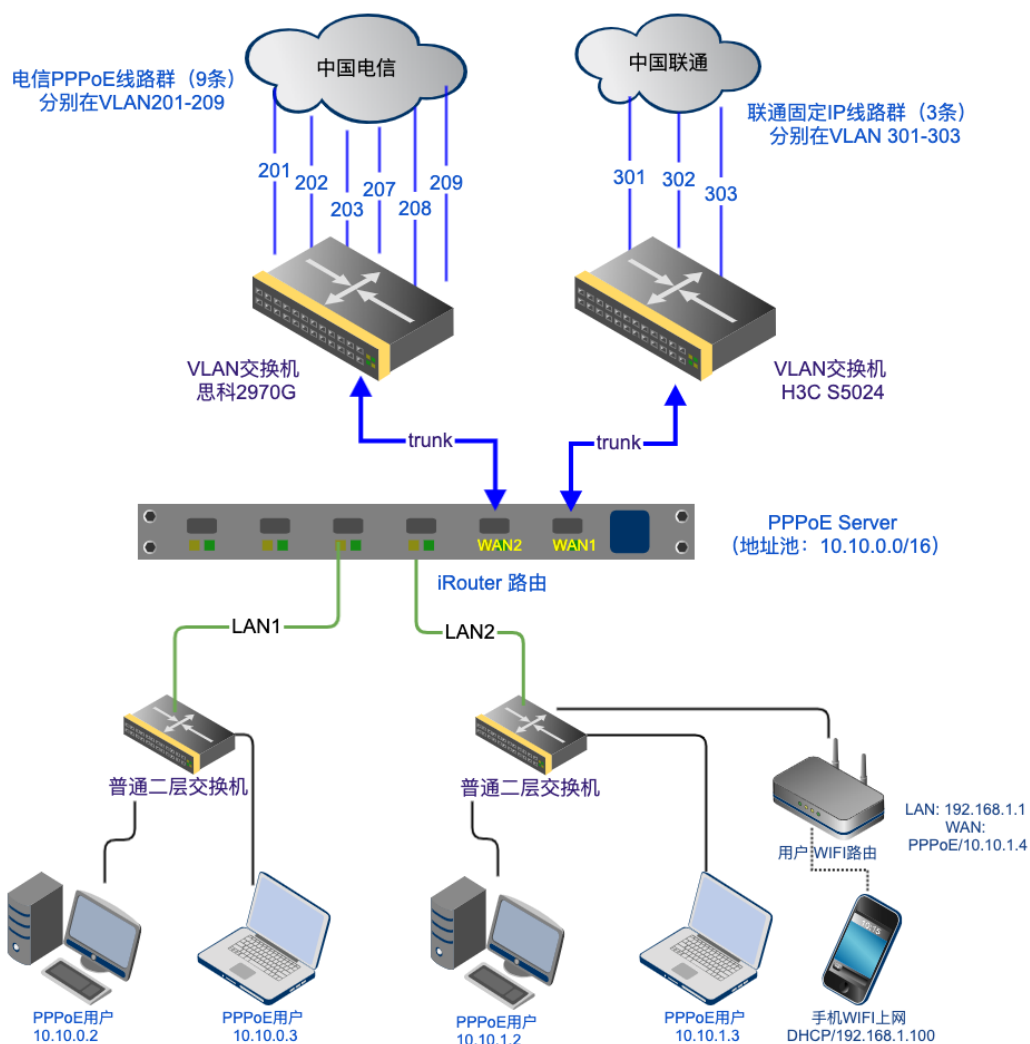 中国电信
中国联通
电信PPPoE线路群（9条）
分别在VLAN201-209
联通固定IP线路群（3条）
分别在VLAN 301-303
201
202
203
207
208
209
301
302
303
VLAN交换机
思科2970G
VLAN交换机
H3C S5024
trunk
trunk
WAN2
WAN1
PPPoE Server
（地址池：10.10.0.0/16）
iRouter 路由
LAN1
LAN2
普通二层交换机
普通二层交换机
LAN: 192.168.1.1
WAN:
PPPoE/10.10.1.4
用户 WIFI路由
10:15
PPPoE用户
10.10.0.2
PPPoE用户
10.10.0.3
PPPoE用户
10.10.1.2
PPPoE用户
10.10.1.3
手机WIFI上网
DHCP/192.168.1.100